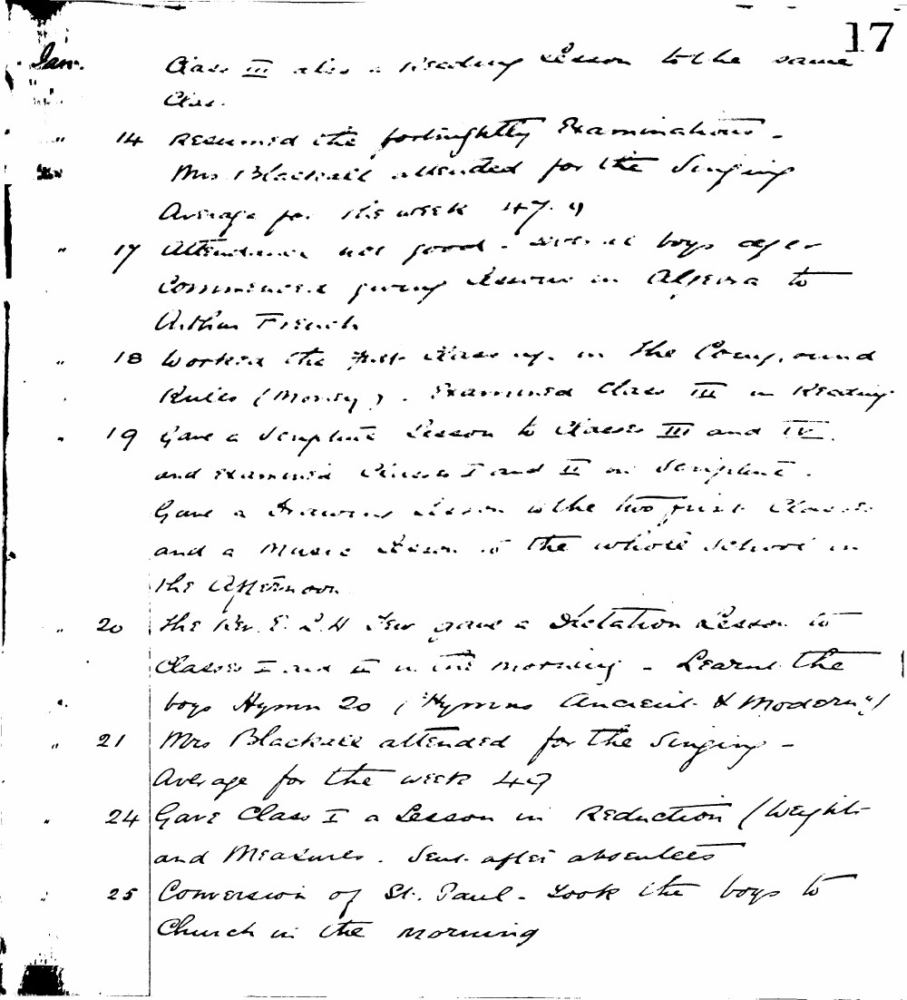 17
Jan. Class III also a Reading Lesson to the same
Class.
" 14 Resumed the fortnightly Examinations -
Mrs Blackall attended for the Singing
Average for the week 47.9
" 17 Attendance not good - several boys
Commenced giving Lessons in Algebra to
Arthur French
" 18 Worked the first Class up in the Compound
Rules (Money). Examined Class III in Reading
" 19 Gave a Scripture Lesson to Classes III and IV.
and examined Classes I and II in Scripture.
Gave a Drawing Lesson to the two first Classes
and a Music Lesson to the whole School in
the Afternoon
" 20 The Rev. E. L. H. Tew gave a Dictation Lesson to
Classes I and II in the morning - Learnt the
" boys Hymn 20 ("Hymns Ancient & Modern")
" 21 Mrs Blackall attended for the Singing -
Average for the week 49
" 24 Gave Class I a Lesson in Reduction (Weights
and Measures. Sent after absentees
" 25 Conversion of St. Paul - Took the boys to
Church in the morning